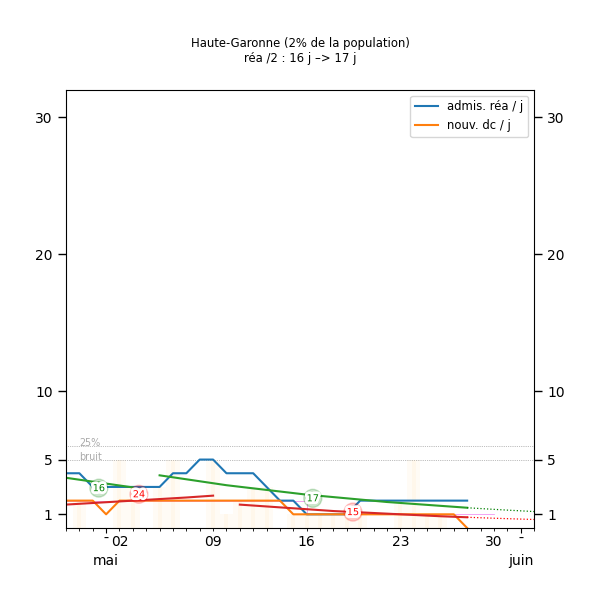 Haute-Garonne (2% de la population)
réa /2 : 16 j –> 17 j
admis. réa / j
nouv. dc / j
30 30
20 20
10 10
25%
bruit
5 5
16 24 17 15
1 1
- 02 09 16 23 30 -
mai juin